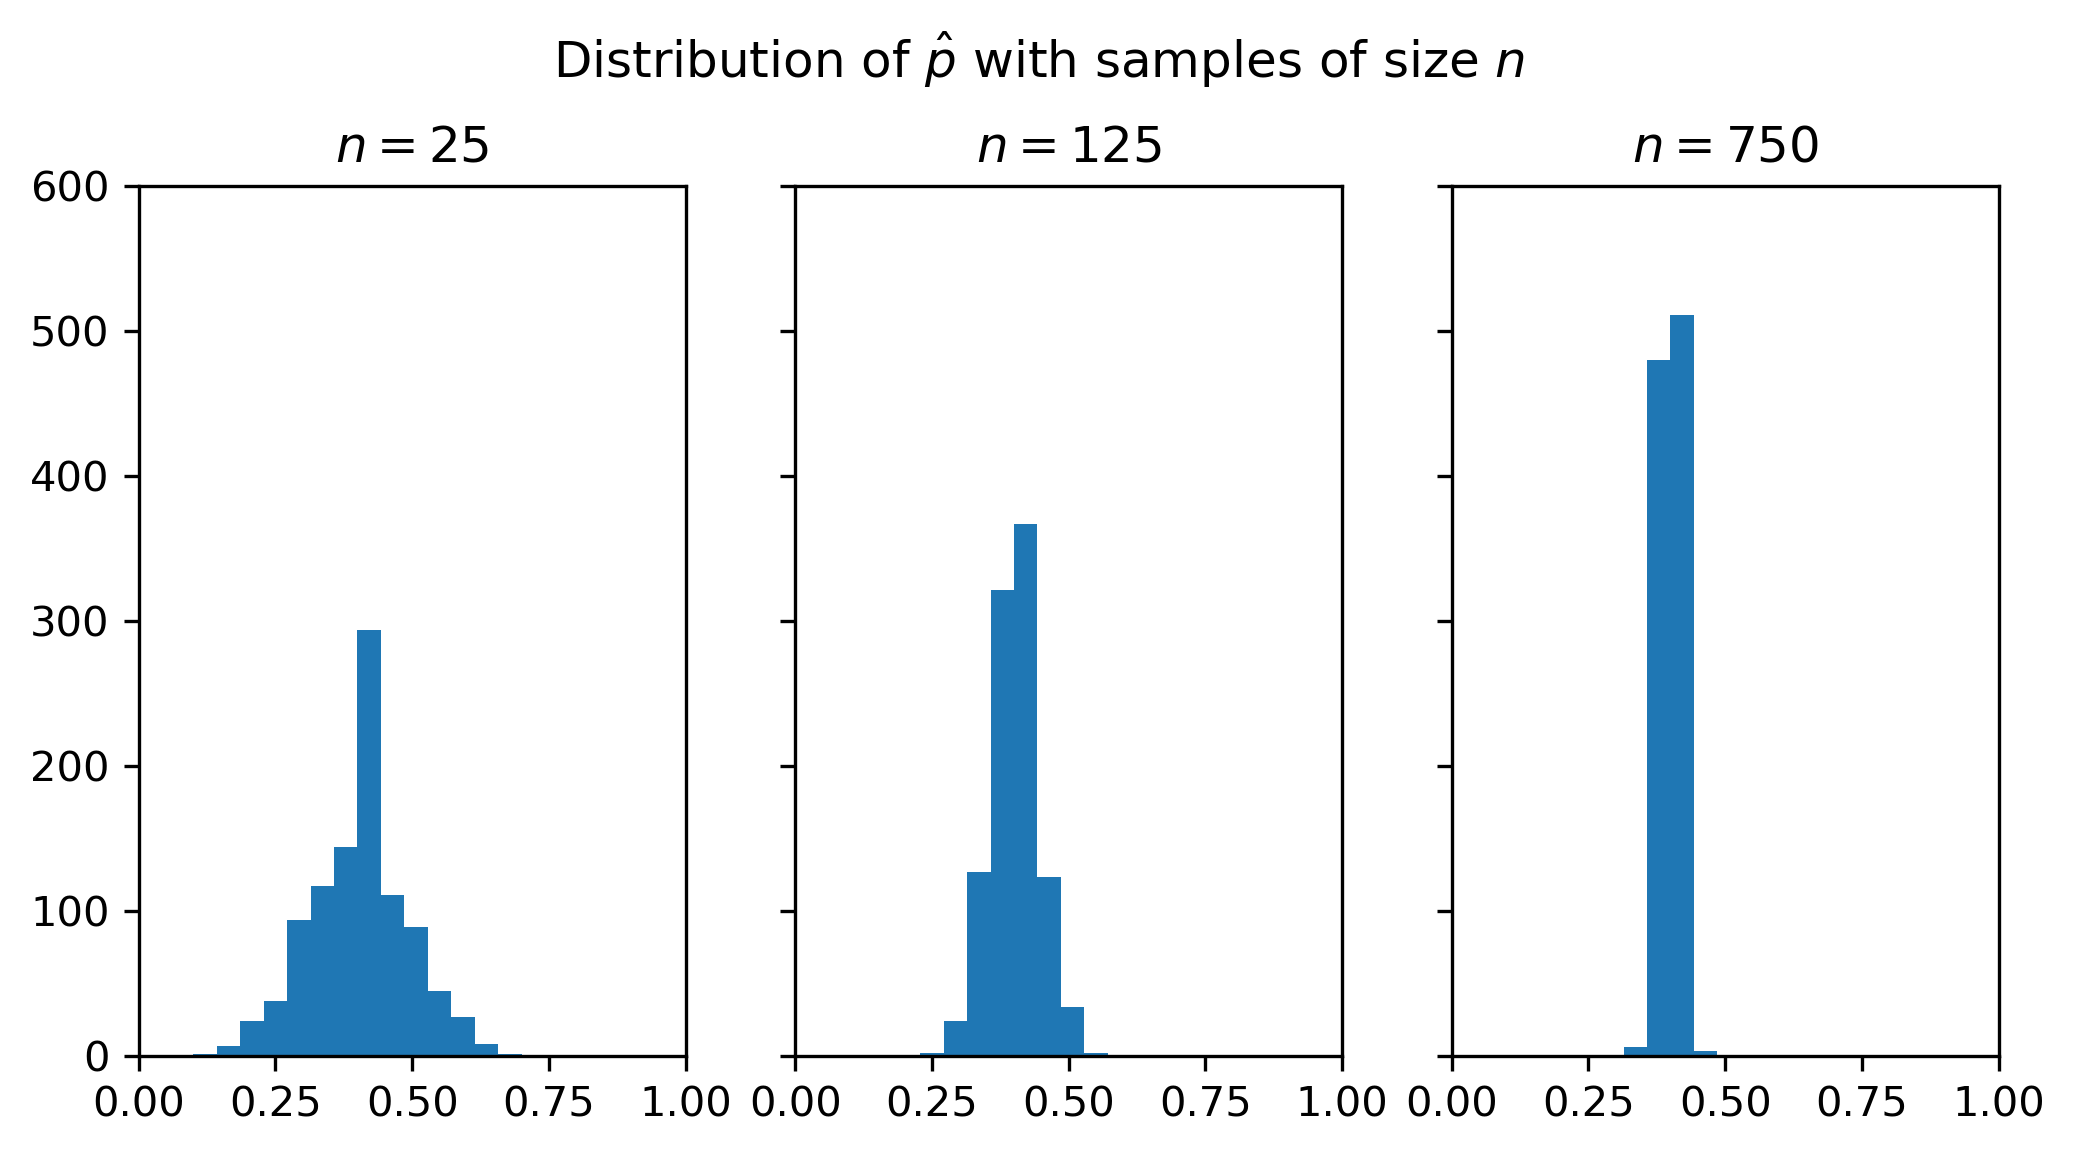 Distribution of p̂ with samples of size n
n = 25
n = 125
n = 750
600
500
400
300
200
100
0
0.00 0.25 0.50 0.75 1.00
0.00 0.25 0.50 0.75 1.00
0.00 0.25 0.50 0.75 1.00